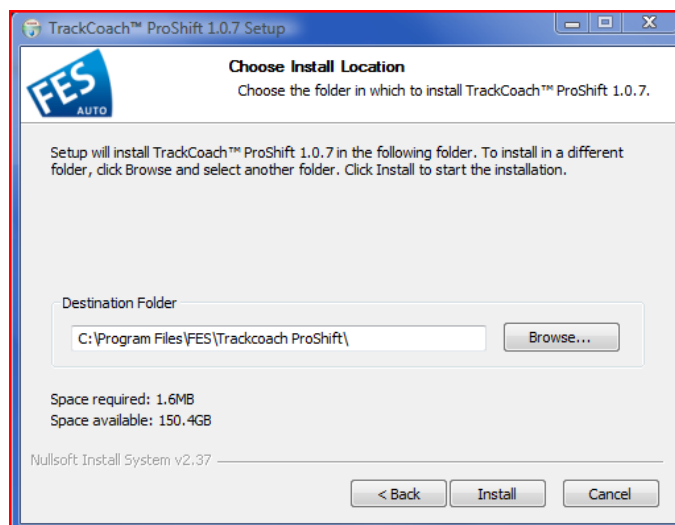 TrackCoach™ ProShift 1.0.7 Setup
FES
AUTO
Choose Install Location
Choose the folder in which to install TrackCoach™ ProShift 1.0.7.
Setup will install TrackCoach™ ProShift 1.0.7 in the following folder. To install in a different
folder, click Browse and select another folder. Click Install to start the installation.
Destination Folder
C:\Program Files\FES\Trackcoach ProShift\
Browse...
Space required: 1.6MB
Space available: 150.4GB
Nullsoft Install System v2.37
< Back
Install
Cancel